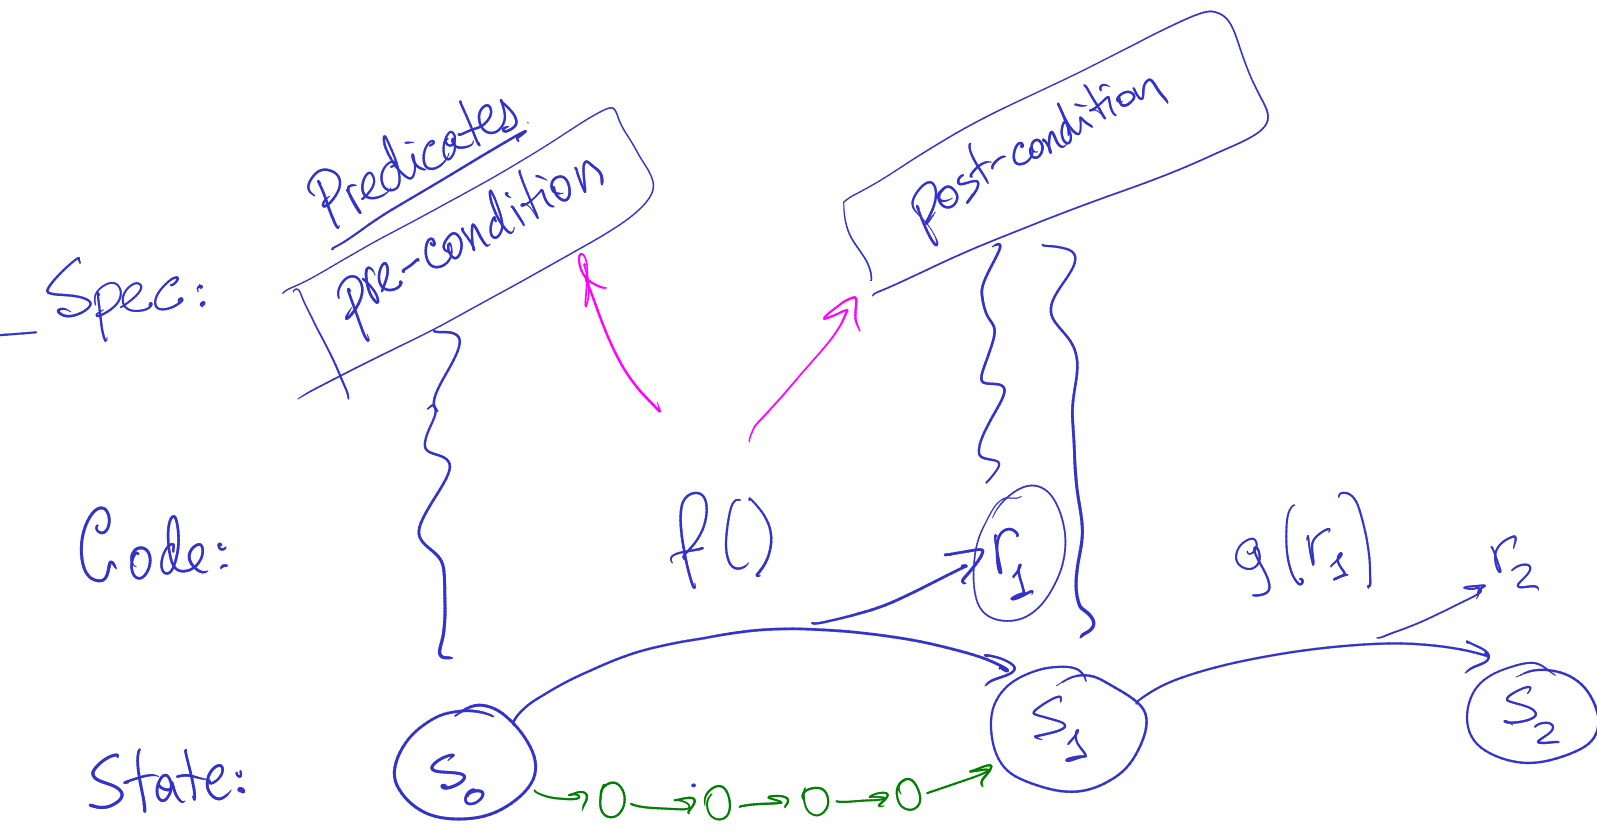 Predicates
pre-condition
Post-condition
Spec:
Code:
f()
r1
g(r1)
r2
State:
S0
S1
S2